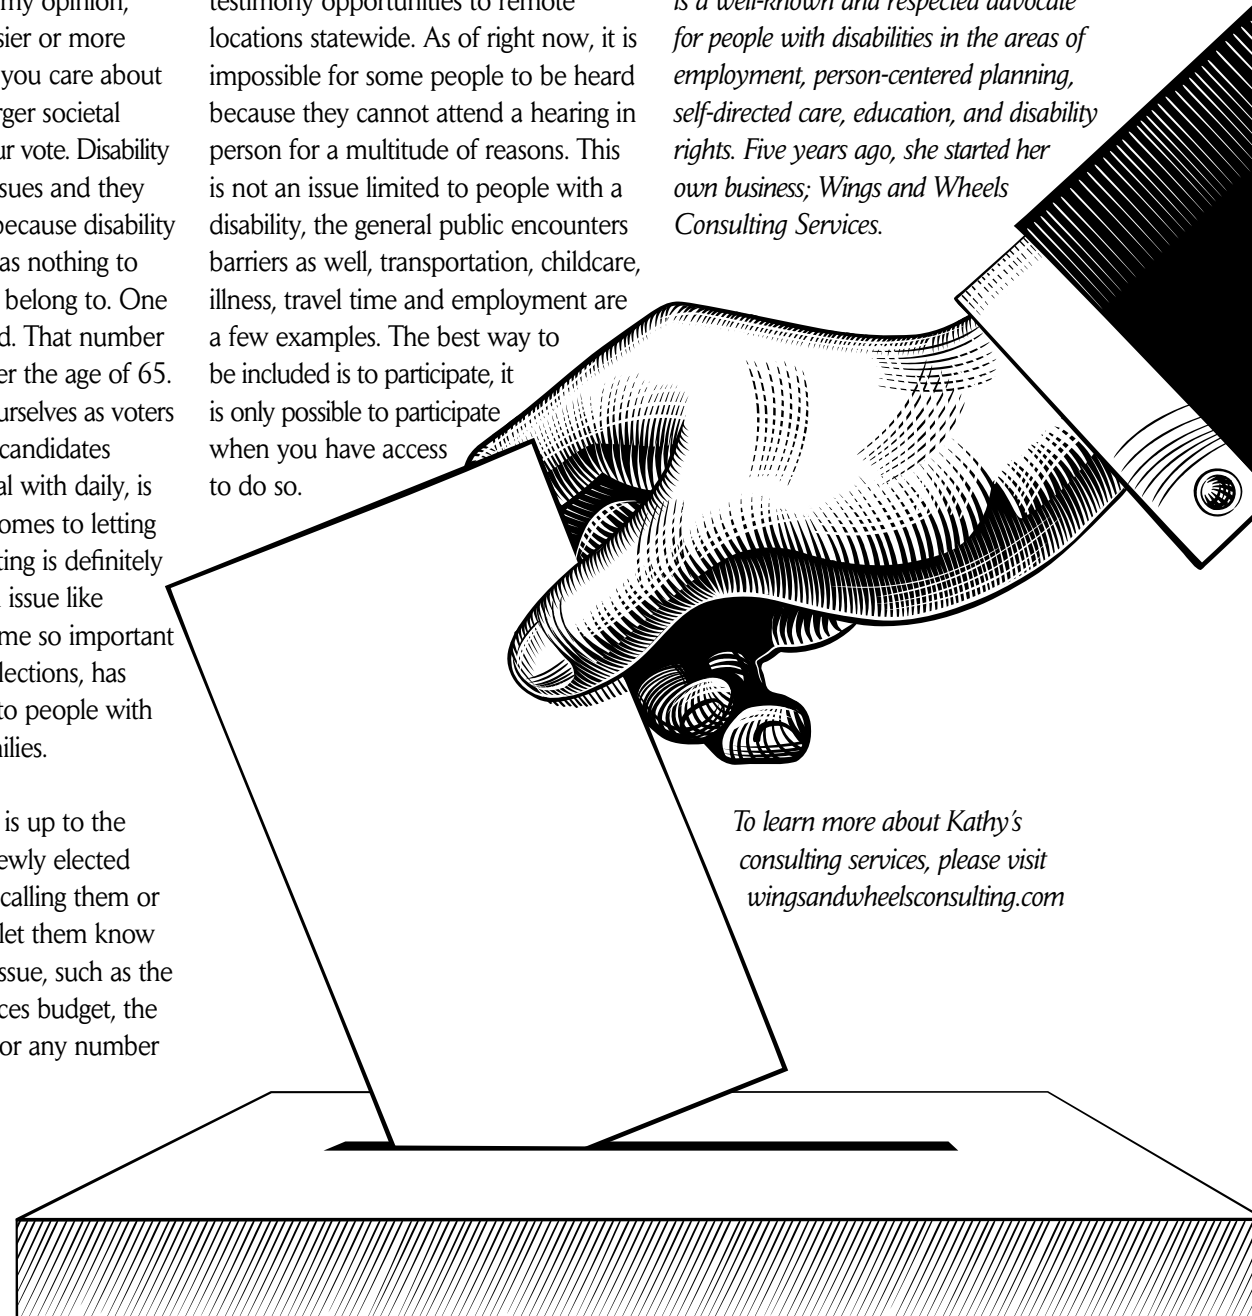 my opinion,
sier or more
you care about
rger societal
ur vote. Disability
sues and they
because disability
as nothing to
belong to. One
d. That number
er the age of 65.
urselves as voters
candidates
al with daily, is
omes to letting
ting is definitely
issue like
me so important
lections, has
to people with
nilies.
is up to the
ewly elected
calling them or
let them know
ssue, such as the
ces budget, the
or any number
testimony opportunities to remote
locations statewide. As of right now, it is
impossible for some people to be heard
because they cannot attend a hearing in
person for a multitude of reasons. This
is not an issue limited to people with a
disability, the general public encounters
barriers as well, transportation, childcare,
illness, travel time and employment are
a few examples. The best way to
be included is to participate, it
is only possible to participate
when you have access
to do so.
is a well-known and respected advocate
for people with disabilities in the areas of
employment, person-centered planning,
self-directed care, education, and disability
rights. Five years ago, she started her
own business; Wings and Wheels
Consulting Services.
To learn more about Kathy's
consulting services, please visit
wingsandwheelsconsulting.com